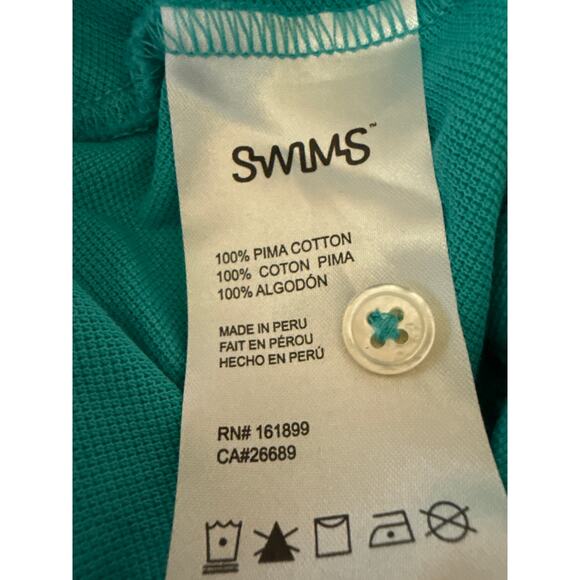 SWIMS™
100% PIMA COTTON
100% COTON PIMA
100% ALGODÓN
MADE IN PERU
FAIT EN PÉROU
HECHO EN PERÚ
RN# 161899
CA#26689